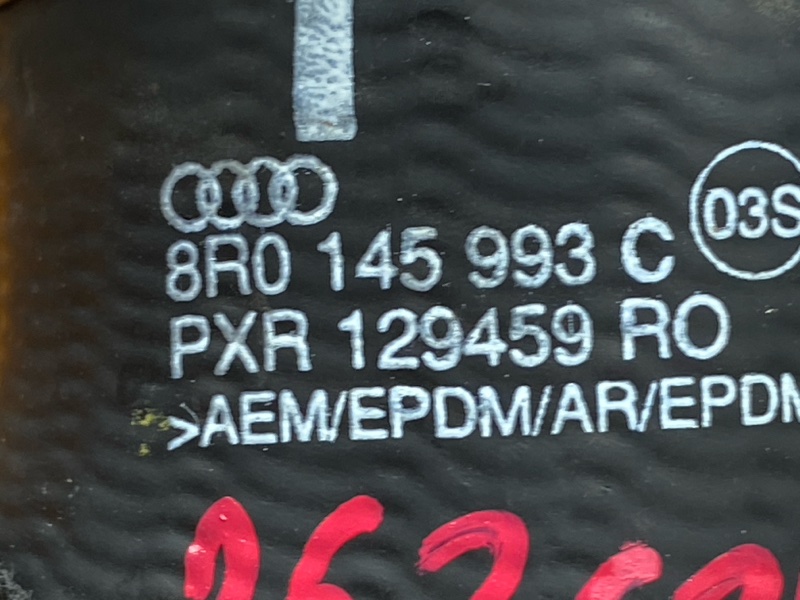 03S
8R0 145 993 C
PXR 129459 RO
>AEM/EPDM/AR/EPDM